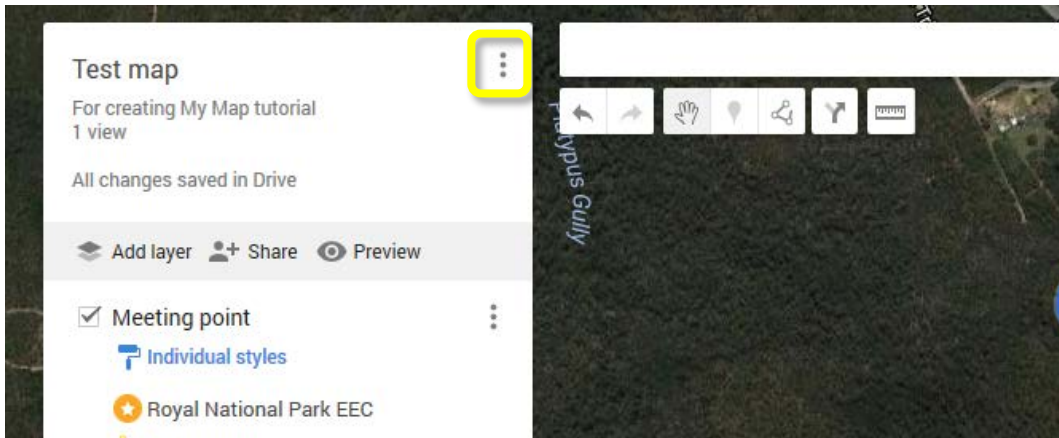 Test map
For creating My Map tutorial
1 view
All changes saved in Drive
Add layer Share Preview
Meeting point
Individual styles
Royal National Park EEC
Platypus Gully